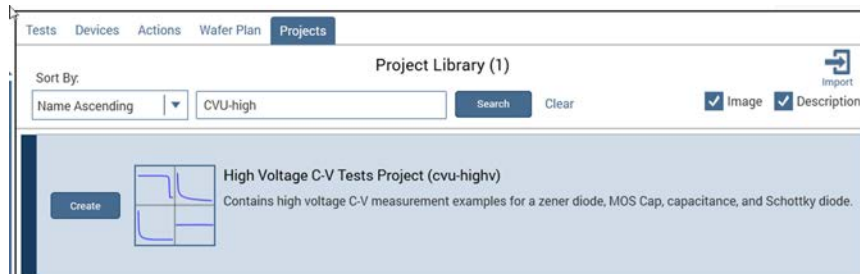 Tests Devices Actions Wafer Plan Projects
Project Library (1)
Import
Sort By:
Name Ascending CVU-high Search Clear Image Description
High Voltage C-V Tests Project (cvu-highv)
Create
Contains high voltage C-V measurement examples for a zener diode, MOS Cap, capacitance, and Schottky diode.